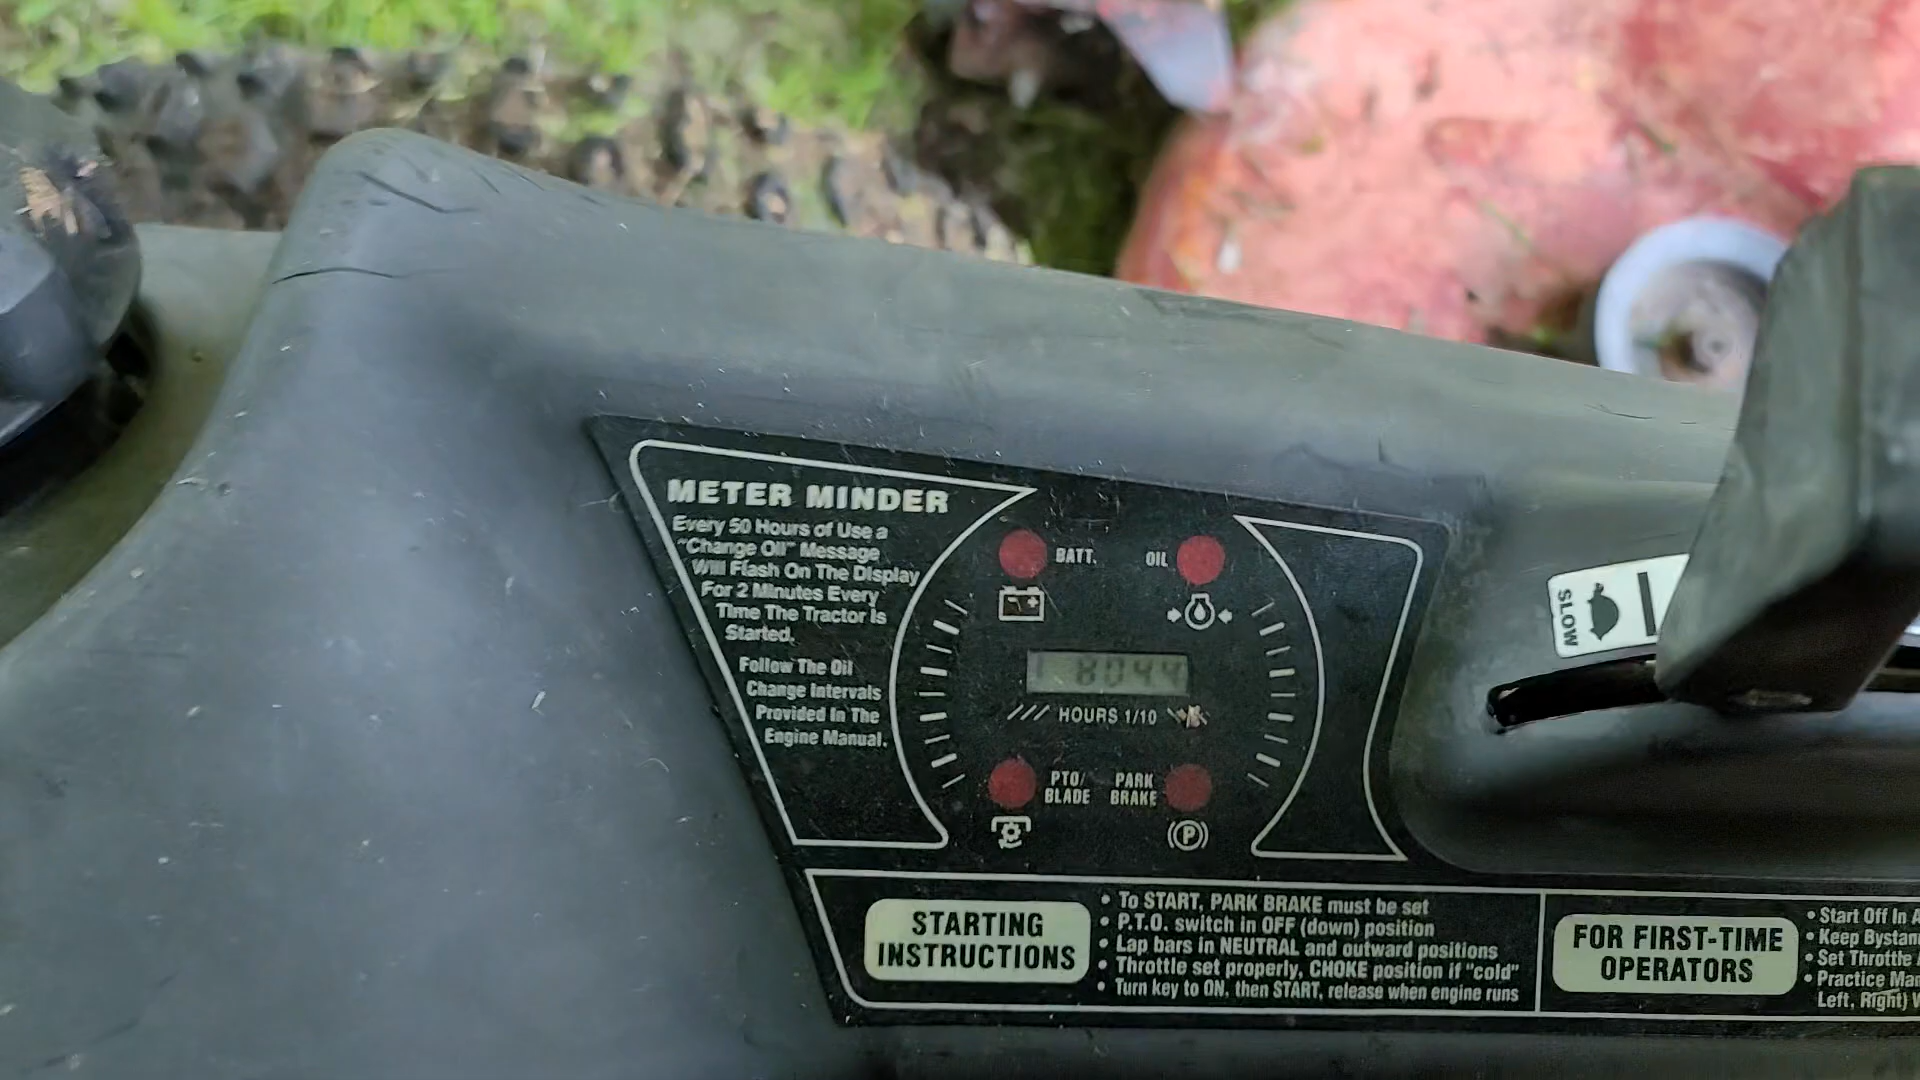 METER MINDER
Every 50 Hours of Use a
"Change Oil" Message
Will Flash On The Display
For 2 Minutes Every
Time The Tractor Is
Started.
Follow The Oil
Change Intervals
Provided In The
Engine Manual.
BATT.
OIL
HOURS 1/10
PTO/
BLADE
PARK
BRAKE
P
SLOW
STARTING
INSTRUCTIONS
• To START, PARK BRAKE must be set
• P.T.O. switch in OFF (down) position
• Lap bars in NEUTRAL and outward positions
• Throttle set properly, CHOKE position if "cold"
• Turn key to ON, then START, release when engine runs
FOR FIRST-TIME
OPERATORS
• Start Off In
• Keep
• Set Throttle
• Practice
Left, Right)